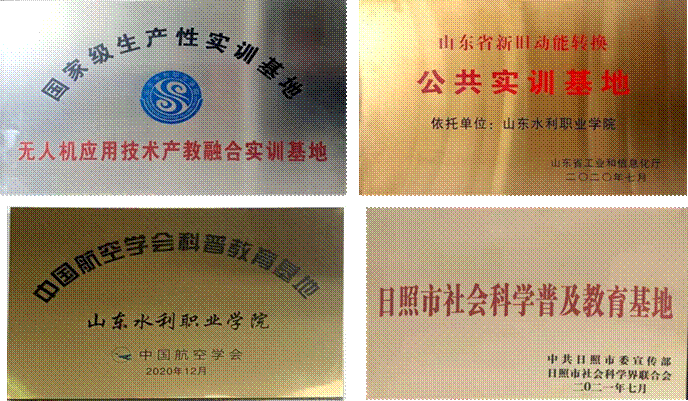 国家级生产性实训基地
无人机应用技术产教融合实训基地
山东省新旧动能转换
公共实训基地
依托单位：山东水利职业学院
山东省工业和信息化厅
二〇二〇年七月
中国航空学会科普教育基地
山东水利职业学院
中国航空学会
2020年12月
日照市社会科学普及教育基地
中共日照市委宣传部
日照市社会科学界联合会
二〇二一年七月